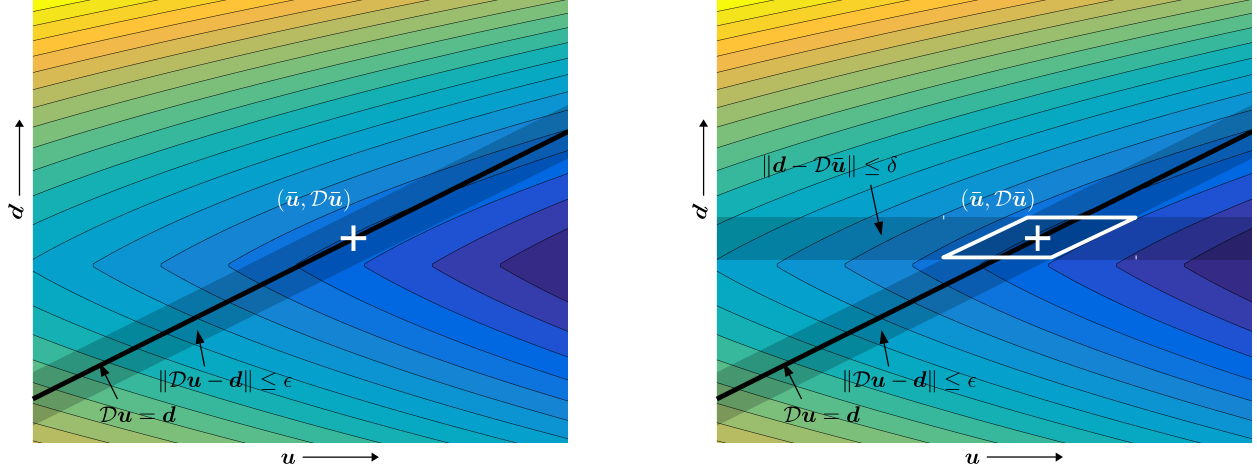 (ū, 𝒟ū)
d
‖𝒟u − d‖ ≤ ϵ
𝒟u = d
u
‖d − 𝒟ū‖ ≤ δ
(ū, 𝒟ū)
d
‖𝒟u − d‖ ≤ ϵ
𝒟u = d
u